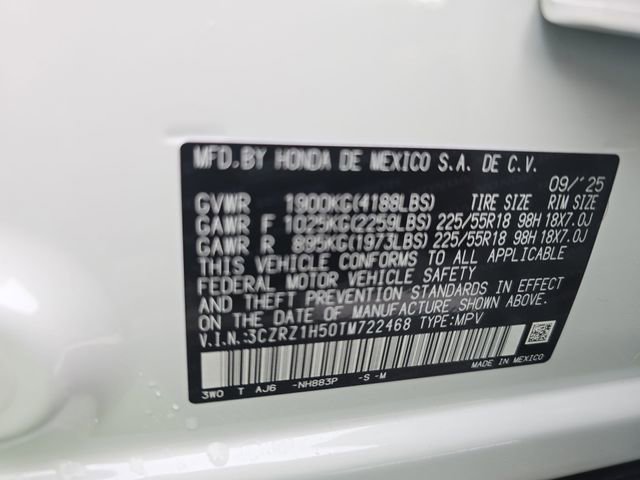 MFD.BY HONDA DE MEXICO S.A. DE C.V.
09/'25
GVWR 1900KG(4188LBS) TIRE SIZE RIM SIZE
GAWR F 1025KG(2259LBS) 225/55R18 98H 18X7.0J
GAWR R 895KG(1973LBS) 225/55R18 98H 18X7.0J
THIS VEHICLE CONFORMS TO ALL APPLICABLE
FEDERAL MOTOR VEHICLE SAFETY
AND THEFT PREVENTION STANDARDS IN EFFECT
ON THE DATE OF MANUFACTURE SHOWN ABOVE.
V.I.N.:3CZRZ1H50TM722468 TYPE:MPV
MADE IN MEXICO
3W0 T AJ6 -NH883P -S -M